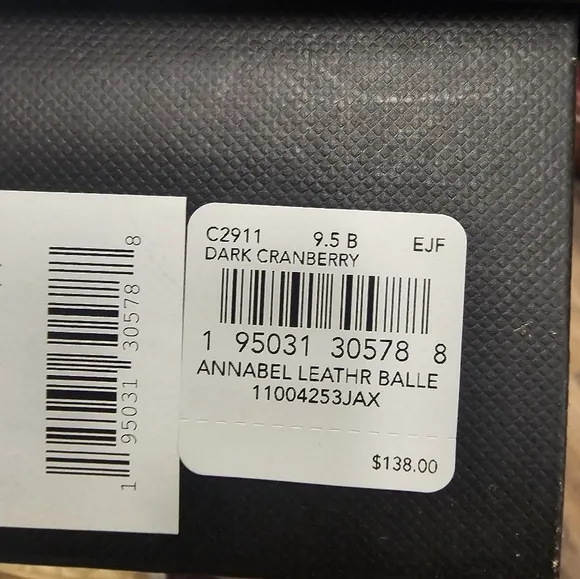 C2911 9.5 B EJF
DARK CRANBERRY
1 95031 30578 8
ANNABEL LEATHR BALLE
11004253JAX
$138.00
1 95031 30578 8